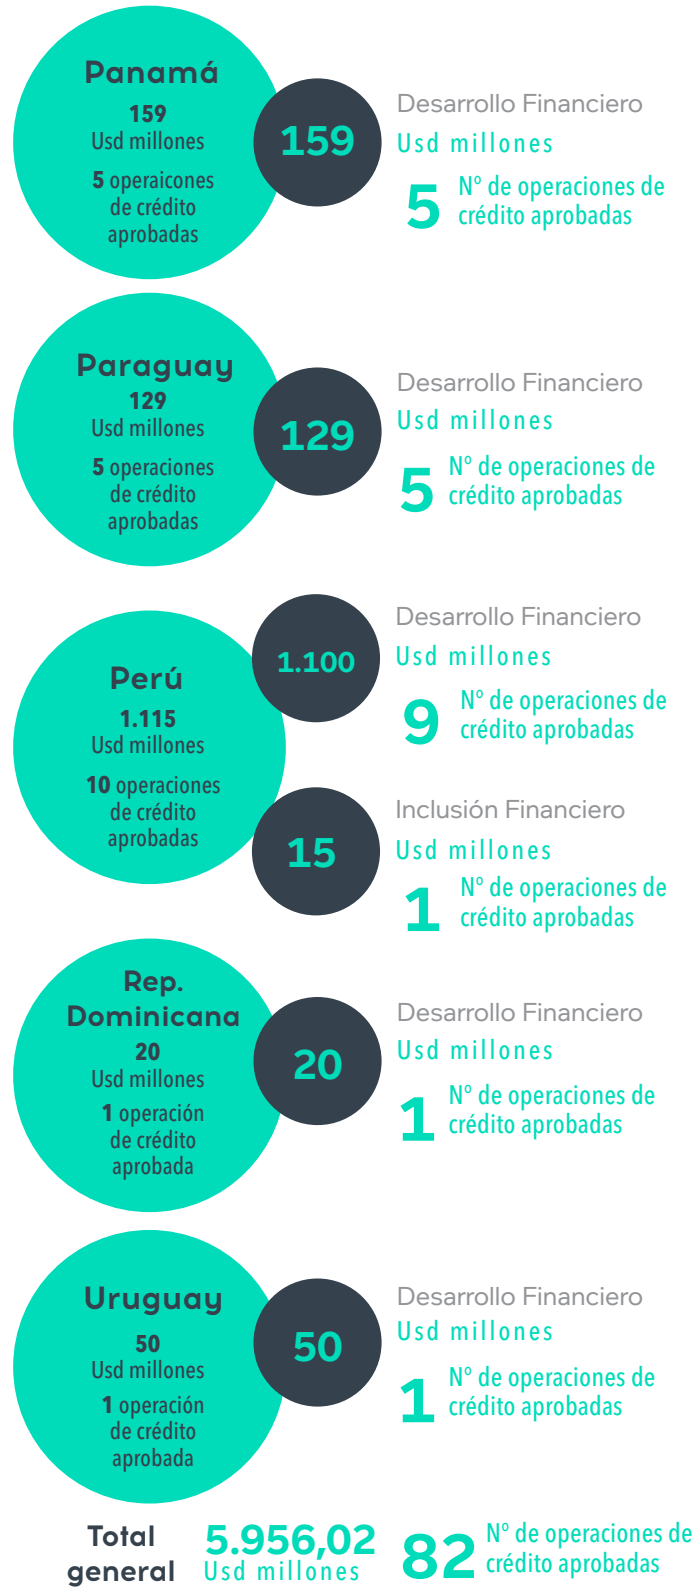 Panamá
159
Usd millones
5 operaicones
de crédito
aprobadas
159
Desarrollo Financiero
Usd millones
5
N° de operaciones de
crédito aprobadas
Paraguay
129
Usd millones
5 operaciones
de crédito
aprobadas
129
Desarrollo Financiero
Usd millones
5
N° de operaciones de
crédito aprobadas
Perú
1.115
Usd millones
10 operaciones
de crédito
aprobadas
1.100
Desarrollo Financiero
Usd millones
9
N° de operaciones de
crédito aprobadas
15
Inclusión Financiero
Usd millones
1
N° de operaciones de
crédito aprobadas
Rep.
Dominicana
20
Usd millones
1 operación
de crédito
aprobada
20
Desarrollo Financiero
Usd millones
1
N° de operaciones de
crédito aprobadas
Uruguay
50
Usd millones
1 operación
de crédito
aprobada
50
Desarrollo Financiero
Usd millones
1
N° de operaciones de
crédito aprobadas
Total
general
5.956,02
Usd millones
82
N° de operaciones de
crédito aprobadas